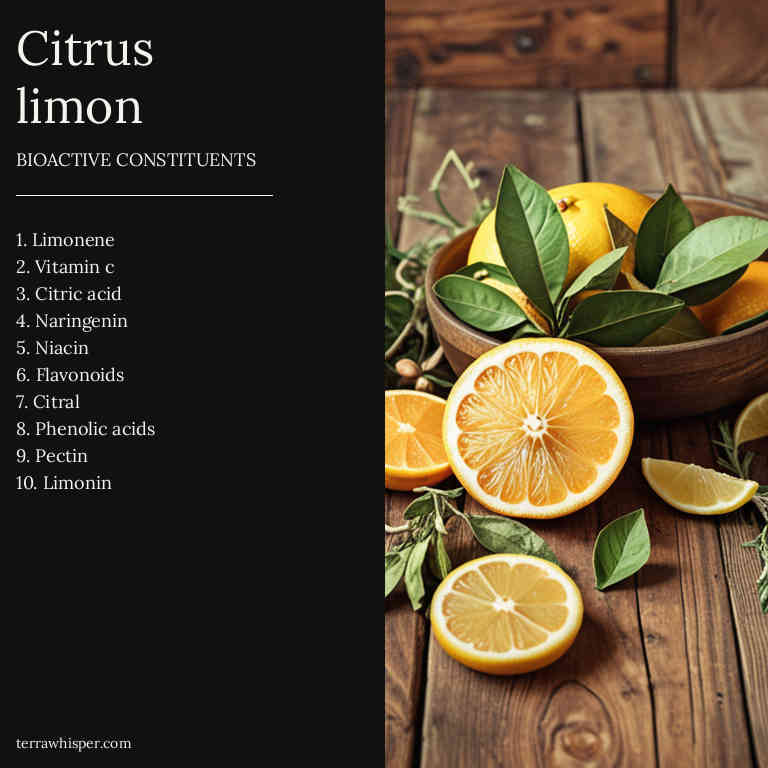 Citrus
limon
BIOACTIVE CONSTITUENTS
1. Limonene
2. Vitamin c
3. Citric acid
4. Naringenin
5. Niacin
6. Flavonoids
7. Citral
8. Phenolic acids
9. Pectin
10. Limonin
terrawhisper.com